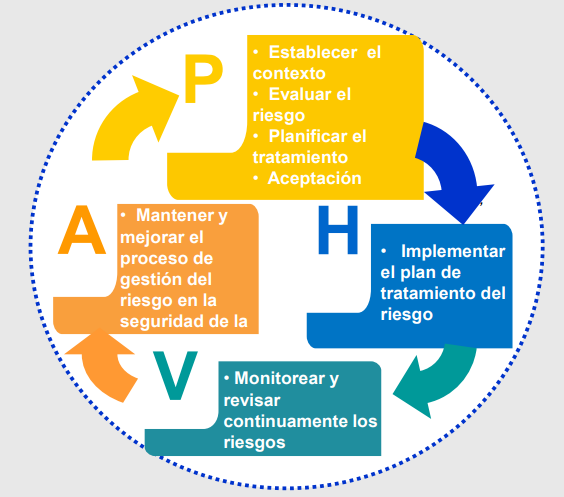 P
• Establecer el
contexto
• Evaluar el
riesgo
• Planificar el
tratamiento
• Aceptación
H
• Implementar
el plan de
tratamiento del
riesgo
V
• Monitorear y
revisar
continuamente los
riesgos
A
• Mantener y
mejorar el
proceso de
gestión del
riesgo en la
seguridad de la